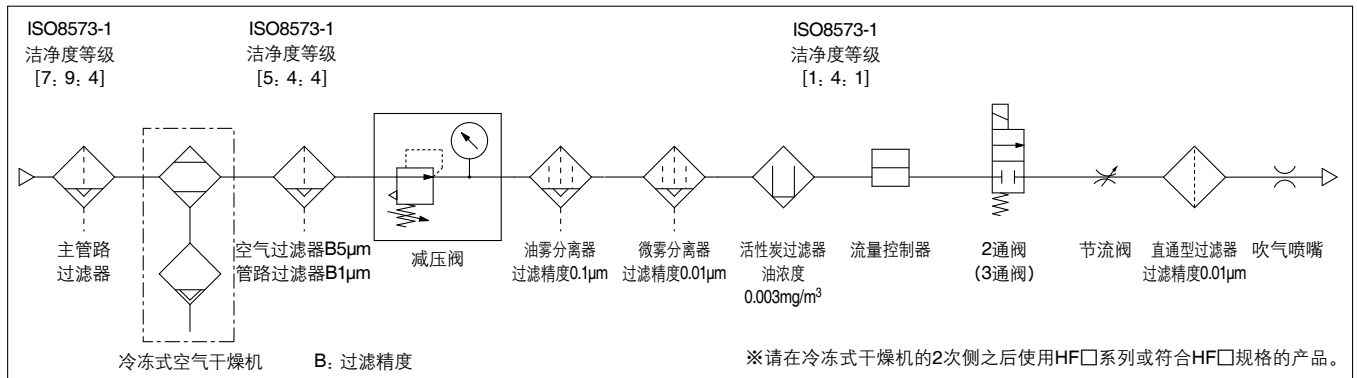 ISO8573-1
洁净度等级
[7: 9: 4]
ISO8573-1
洁净度等级
[5: 4: 4]
ISO8573-1
洁净度等级
[1: 4: 1]
主管路
过滤器
空气过滤器B5μm
管路过滤器B1μm
减压阀
油雾分离器
过滤精度0.1μm
微雾分离器
过滤精度0.01μm
活性炭过滤器
油浓度
0.003mg/m³
流量控制器
2通阀
(3通阀)
节流阀
直通型过滤器
过滤精度0.01μm
吹气喷嘴
冷冻式空气干燥机
B: 过滤精度
※请在冷冻式干燥机的2次侧之后使用HF□系列或符合HF□规格的产品。